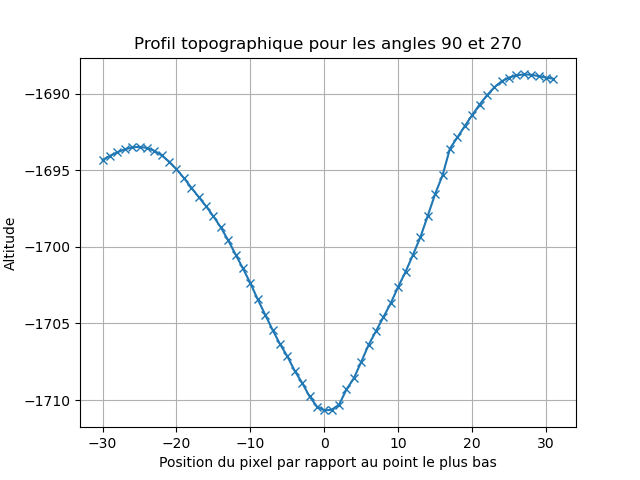 Profil topographique pour les angles 90 et 270
−1690
−1695
−1700
−1705
−1710
Altitude
−30 −20 −10 0 10 20 30
Position du pixel par rapport au point le plus bas